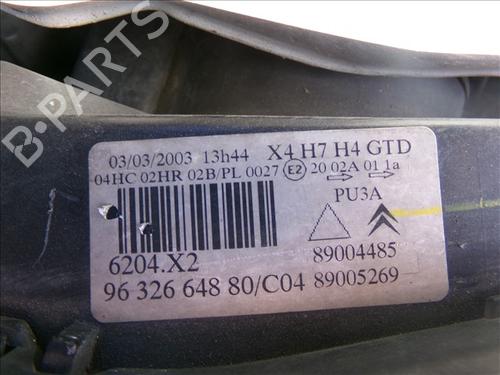 B-PARTS
03/03/2003 13h44 X4 H7 H4 GTD
04HC 02HR 02B/PL 0027 E2 20 02A 01 1a
PU3A
6204.X2 89004485
96 326 648 80/C04 89005269